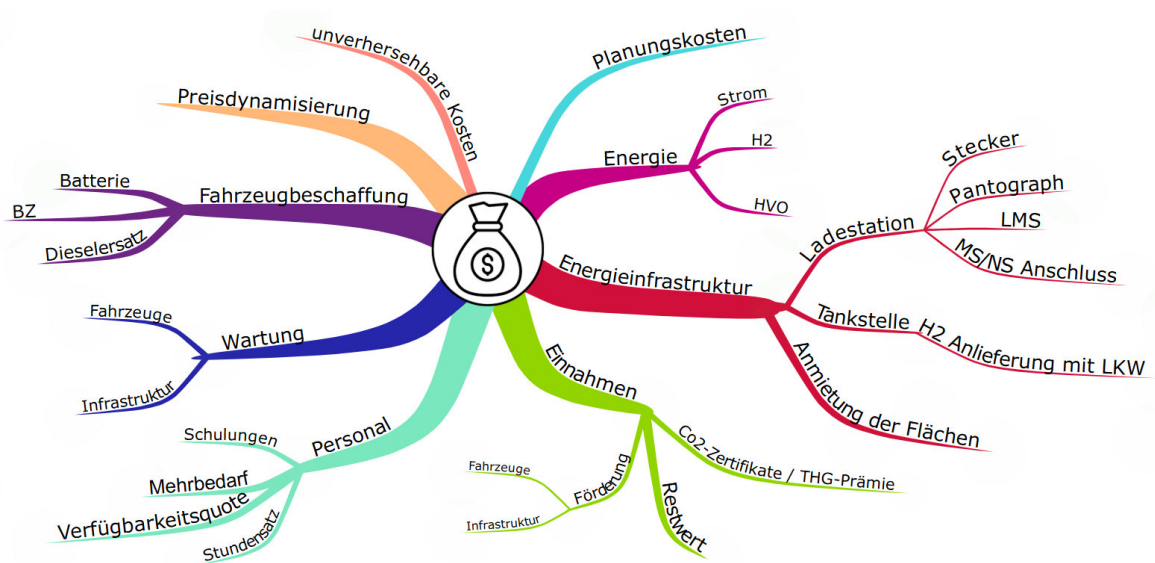 unverhersehbare Kosten
Planungskosten
Preisdynamisierung
Energie
Strom
H2
HVO
Fahrzeugbeschaffung
Batterie
BZ
Dieselersatz
$
Energieinfrastruktur
Ladestation
Stecker
Pantograph
LMS
MS/NS Anschluss
Tankstelle
H2 Anlieferung mit LKW
Anmietung der Flächen
Wartung
Fahrzeuge
Infrastruktur
Einnahmen
Co2-Zertifikate / THG-Prämie
Restwert
Förderung
Fahrzeuge
Infrastruktur
Personal
Schulungen
Mehrbedarf
Verfügbarkeitsquote
Stundensatz